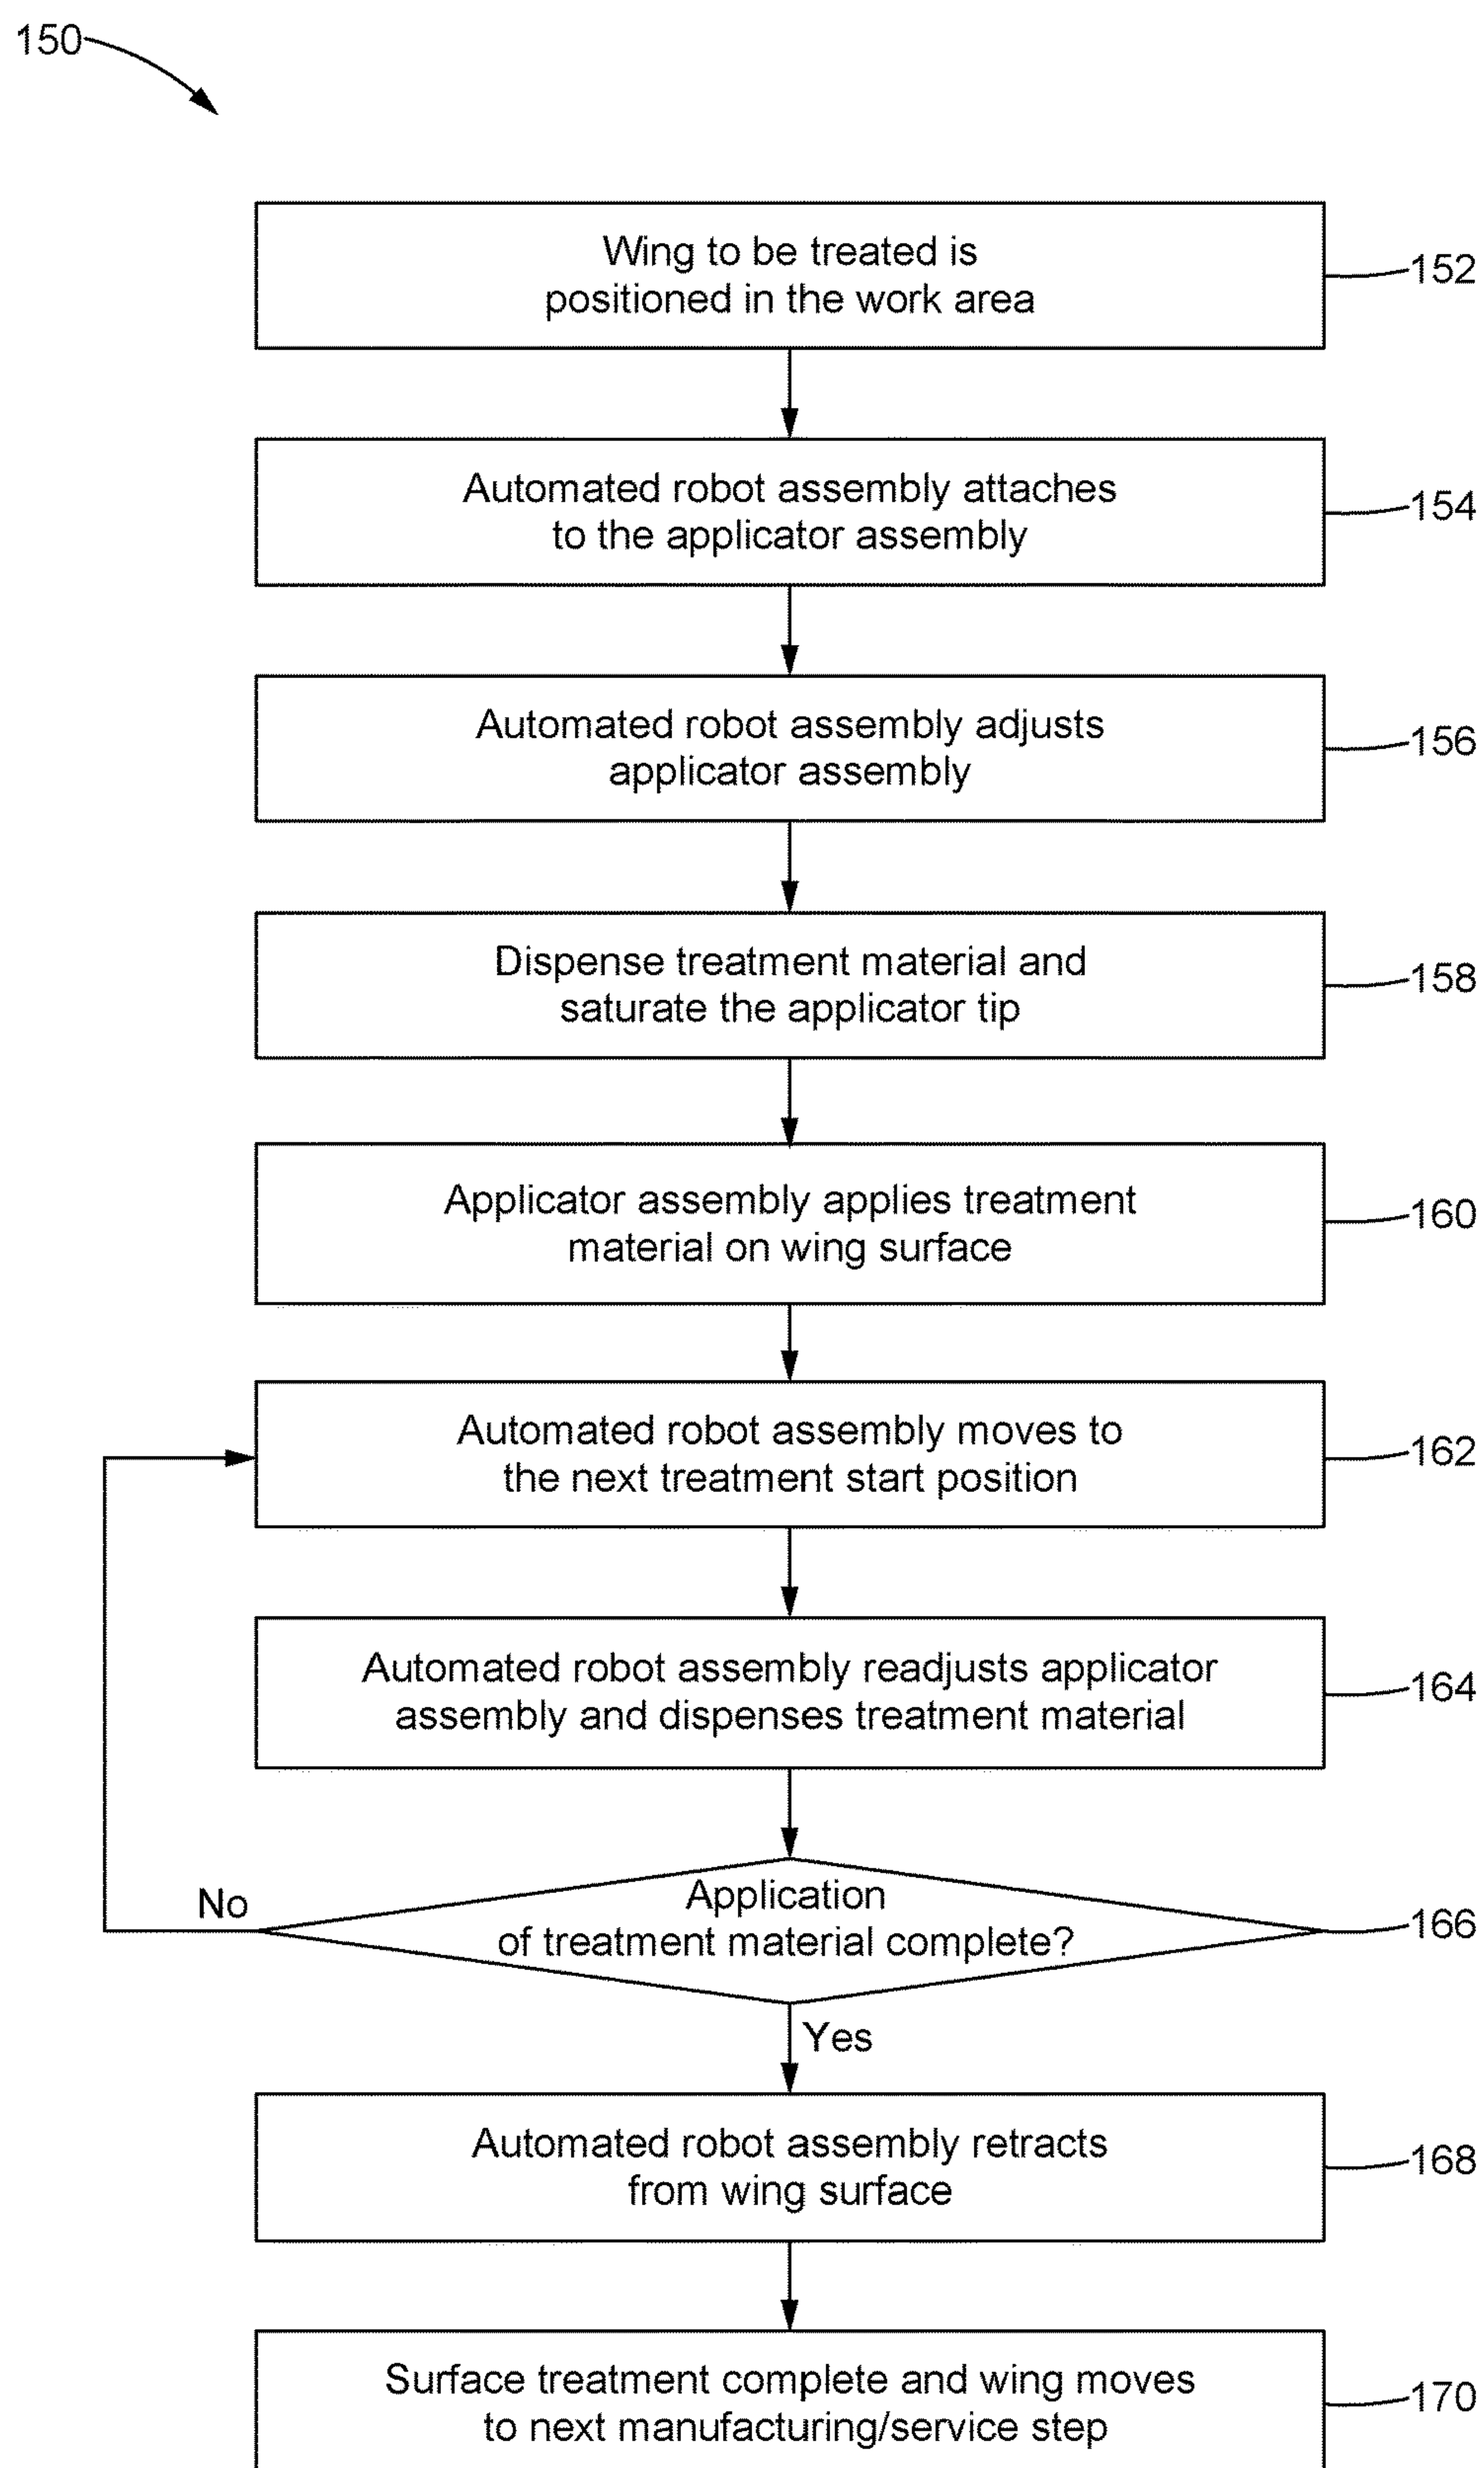 150
Wing to be treated is
positioned in the work area
152
Automated robot assembly attaches
to the applicator assembly
154
Automated robot assembly adjusts
applicator assembly
156
Dispense treatment material and
saturate the applicator tip
158
Applicator assembly applies treatment
material on wing surface
160
Automated robot assembly moves to
the next treatment start position
162
Automated robot assembly readjusts applicator
assembly and dispenses treatment material
164
No
Application
of treatment material complete?
166
Yes
Automated robot assembly retracts
from wing surface
168
Surface treatment complete and wing moves
to next manufacturing/service step
170